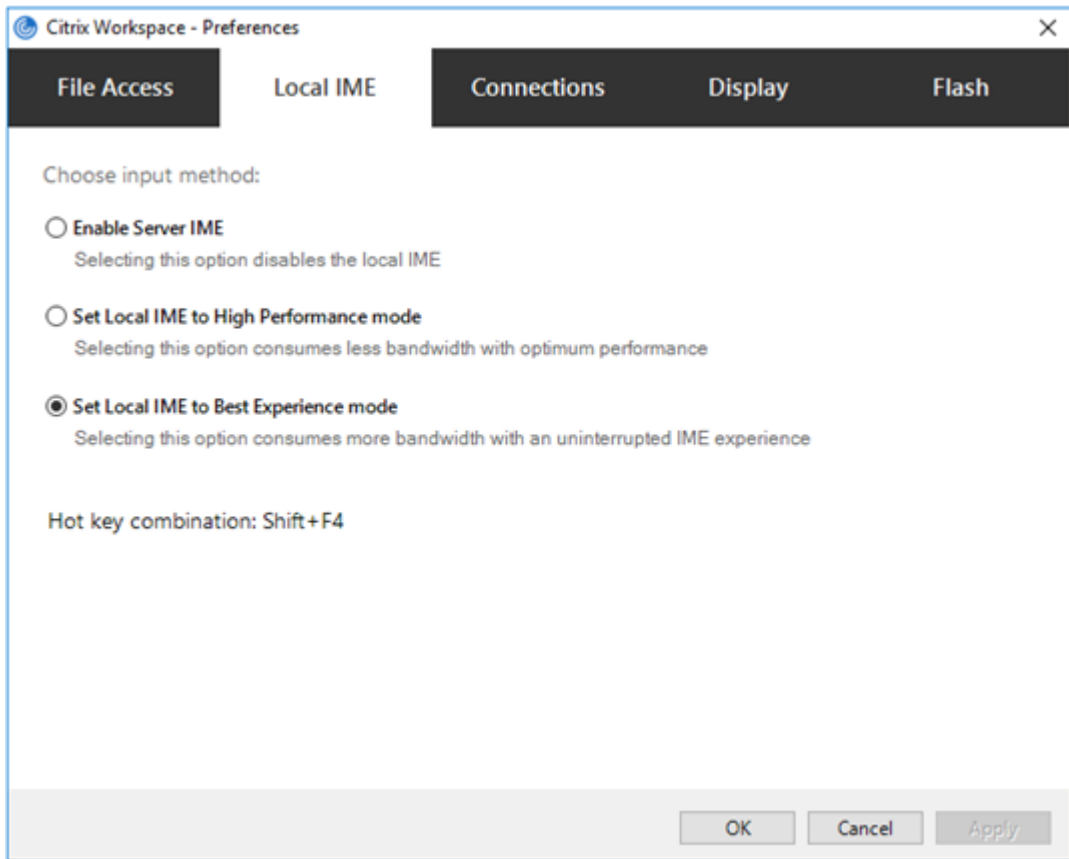 Citrix Workspace - Preferences
File Access Local IME Connections Display Flash
Choose input method:
Enable Server IME
Selecting this option disables the local IME
Set Local IME to High Performance mode
Selecting this option consumes less bandwidth with optimum performance
Set Local IME to Best Experience mode
Selecting this option consumes more bandwidth with an uninterrupted IME experience
Hot key combination: Shift+F4
OK Cancel Apply